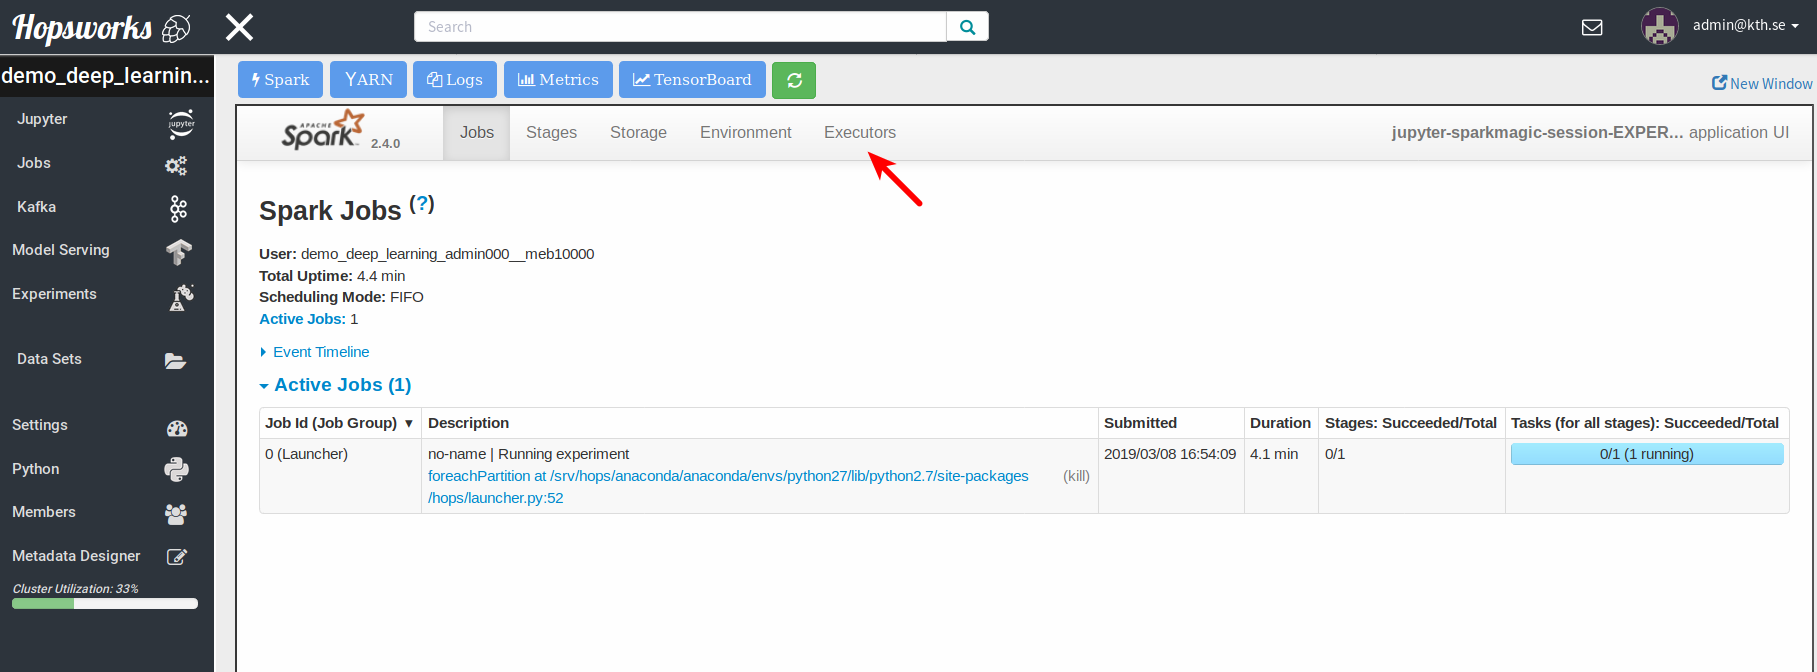 Hopsworks
Search
admin@kth.se
demo_deep_learnin...
Spark YARN Logs Metrics TensorBoard
New Window
Jupyter
jupyter
Jobs
Kafka
Model Serving
Experiments
Data Sets
Settings
Python
Members
Metadata Designer
Cluster Utilization: 33%
APACHE
Spark 2.4.0
Jobs Stages Storage Environment Executors
jupyter-sparkmagic-session-EXPER... application UI
Spark Jobs (?)
User: demo_deep_learning_admin000__meb10000
Total Uptime: 4.4 min
Scheduling Mode: FIFO
Active Jobs: 1
Event Timeline
Active Jobs (1)
Job Id (Job Group) ▼ Description Submitted Duration Stages: Succeeded/Total Tasks (for all stages): Succeeded/Total
0 (Launcher) no-name | Running experiment 2019/03/08 16:54:09 4.1 min 0/1 0/1 (1 running)
foreachPartition at /srv/hops/anaconda/anaconda/envs/python27/lib/python2.7/site-packages (kill)
/hops/launcher.py:52